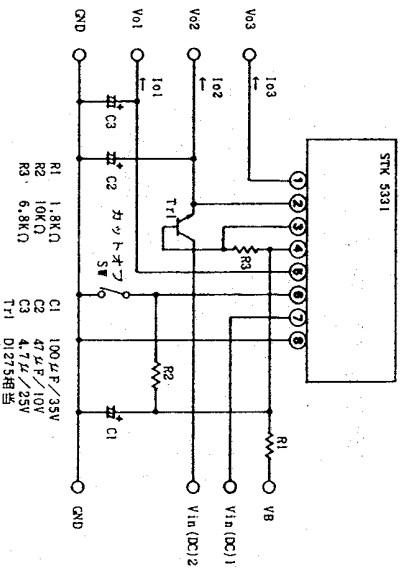 STK 5331
1 2 3 4 5 6 7 8
Io3
Vo3
R1
VB
R3
Vin(DC)1
Io2
Vo2
Tr1
Vin(DC)2
R2
Io1
Vo1
カットオフ
SW
C3
C2
C1
GND
GND
R1 1.8KΩ C1 100μF/35V
R2 10KΩ C2 47μF/10V
R3 6.8KΩ C3 4.7μ/25V
Tr1 D1275相当